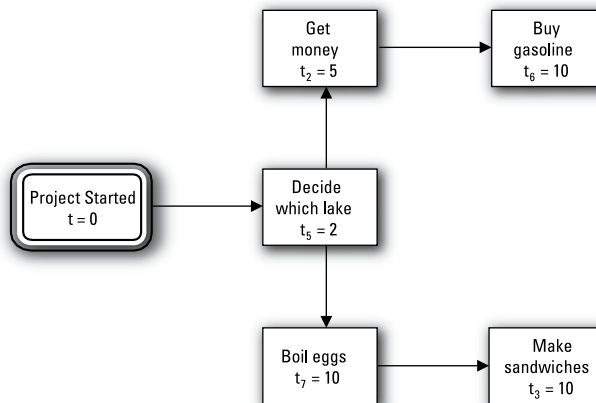 Get
money
t₂ = 5
Buy
gasoline
t₆ = 10
Project Started
t = 0
Decide
which lake
t₅ = 2
Boil eggs
t₇ = 10
Make
sandwiches
t₃ = 10